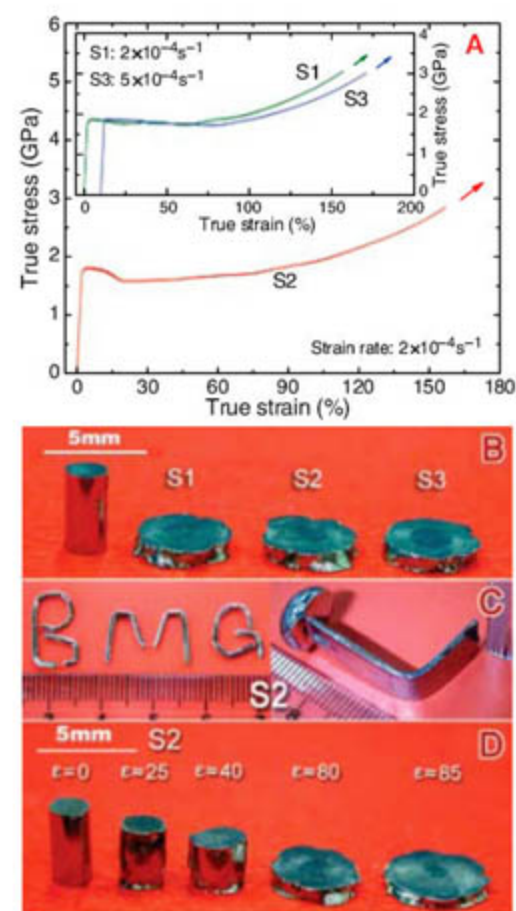 A
S1: 2×10⁻⁴s⁻¹
S3: 5×10⁻⁴s⁻¹
S1
S3
True stress (GPa)
0
1
2
3
4
0 50 100 150 200
True strain (%)
True stress (GPa)
0
1
2
3
4
5
6
S2
Strain rate: 2×10⁻⁴s⁻¹
0 30 60 90 120 150 180
True strain (%)
5mm
B
S1 S2 S3
C
BMG
S2
5mm
S2
D
ε=0 ε≈25 ε≈40 ε≈80 ε≈85